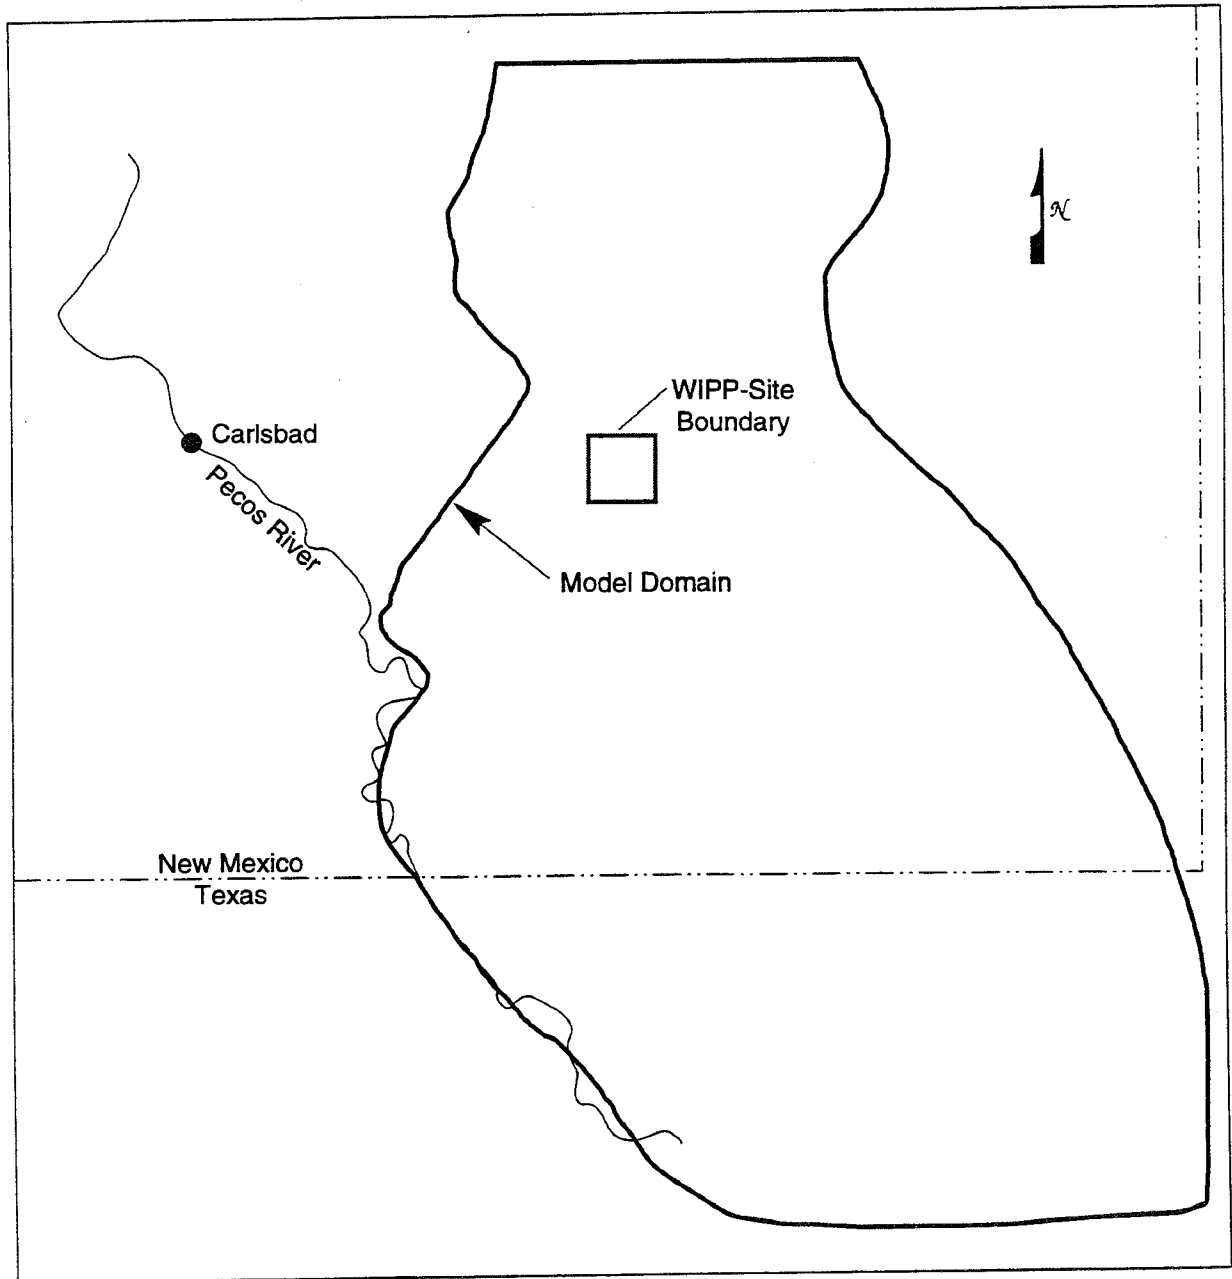 N
WIPP-Site
Boundary
Carlsbad
Pecos River
Model Domain
New Mexico
Texas